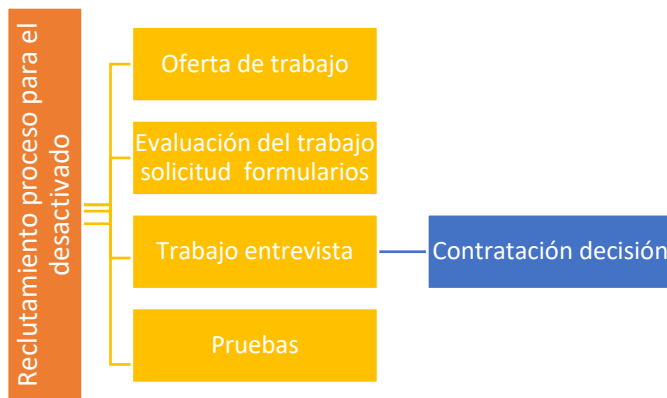 Reclutamiento proceso para el
desactivado
Oferta de trabajo
Evaluación del trabajo
solicitud formularios
Trabajo entrevista
Contratación decisión
Pruebas